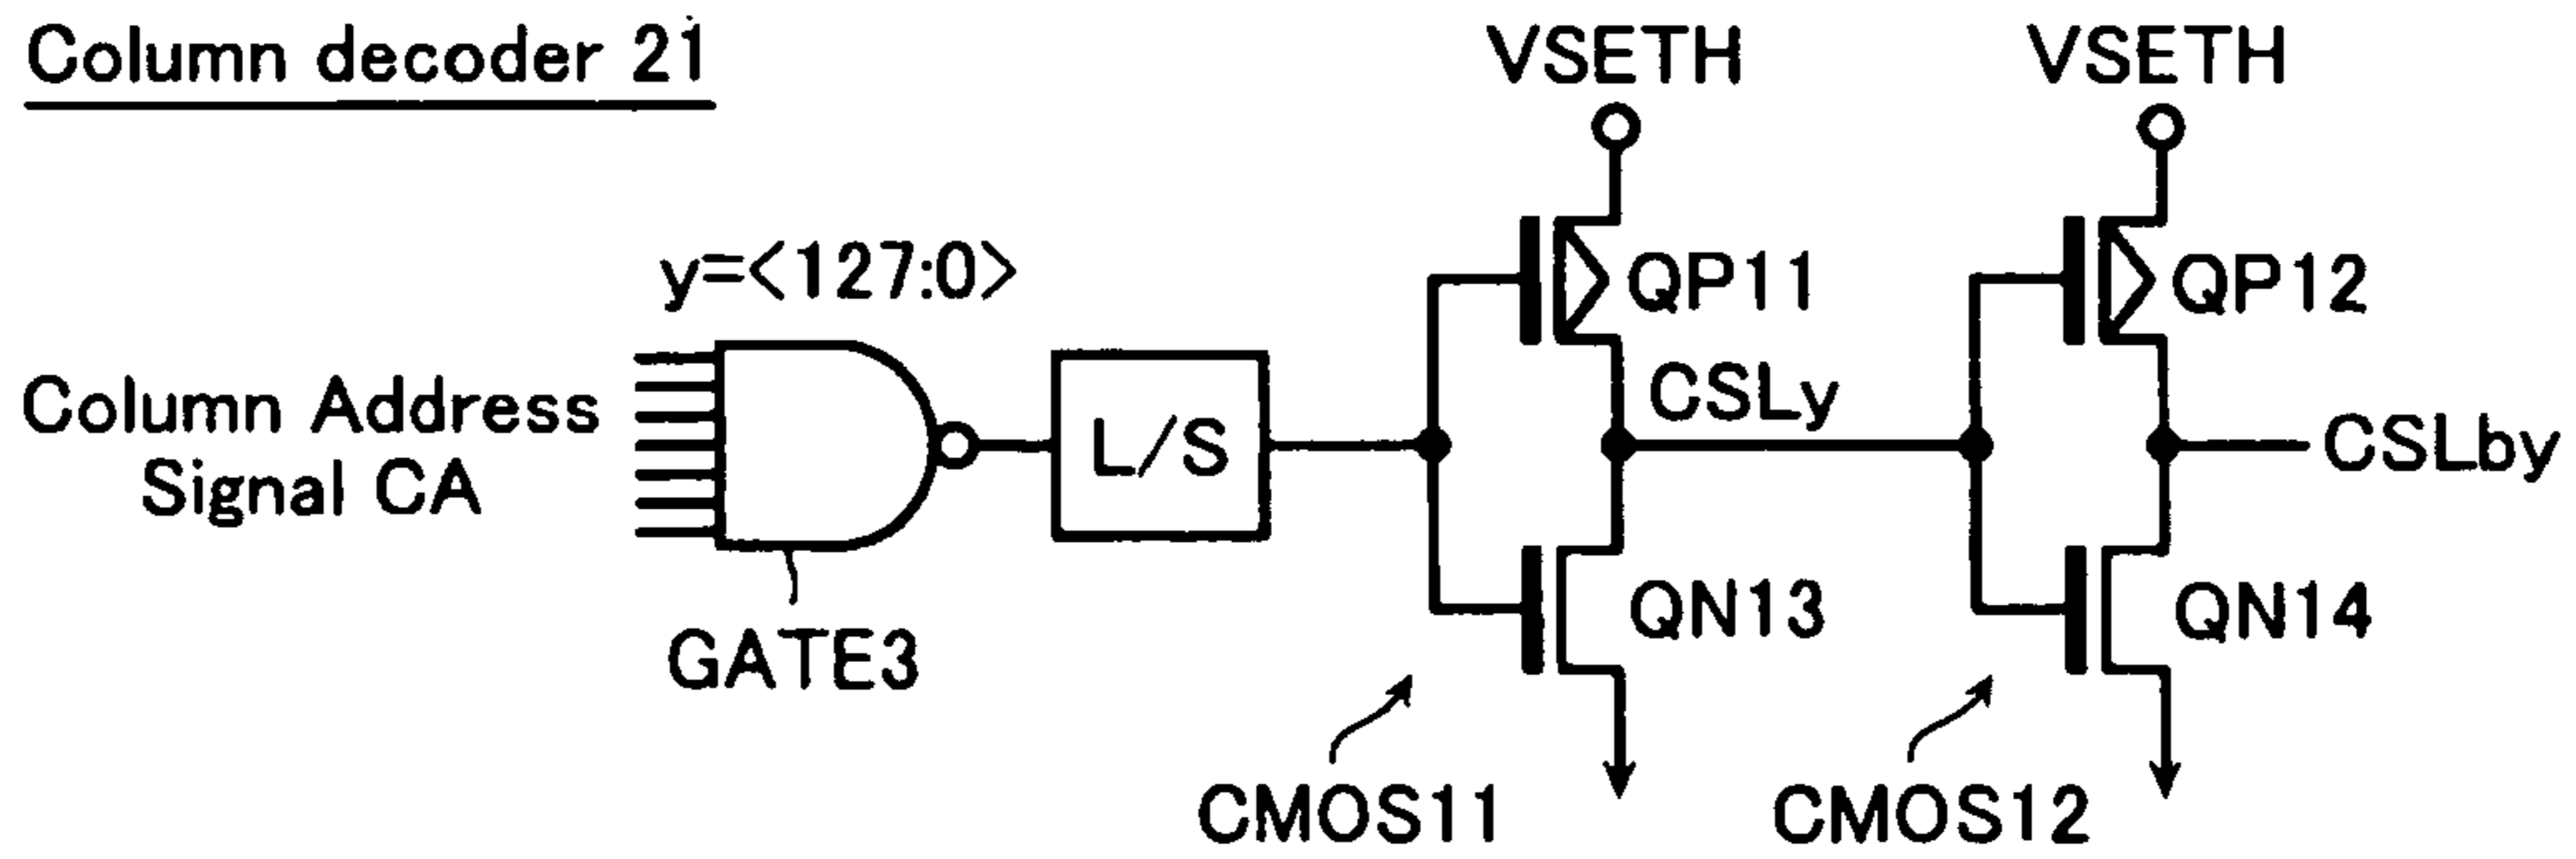 Column decoder 21
VSETH
VSETH
y=<127:0>
QP11
QP12
Column Address
Signal CA
L/S
CSLy
CSLby
GATE3
QN13
QN14
CMOS11
CMOS12